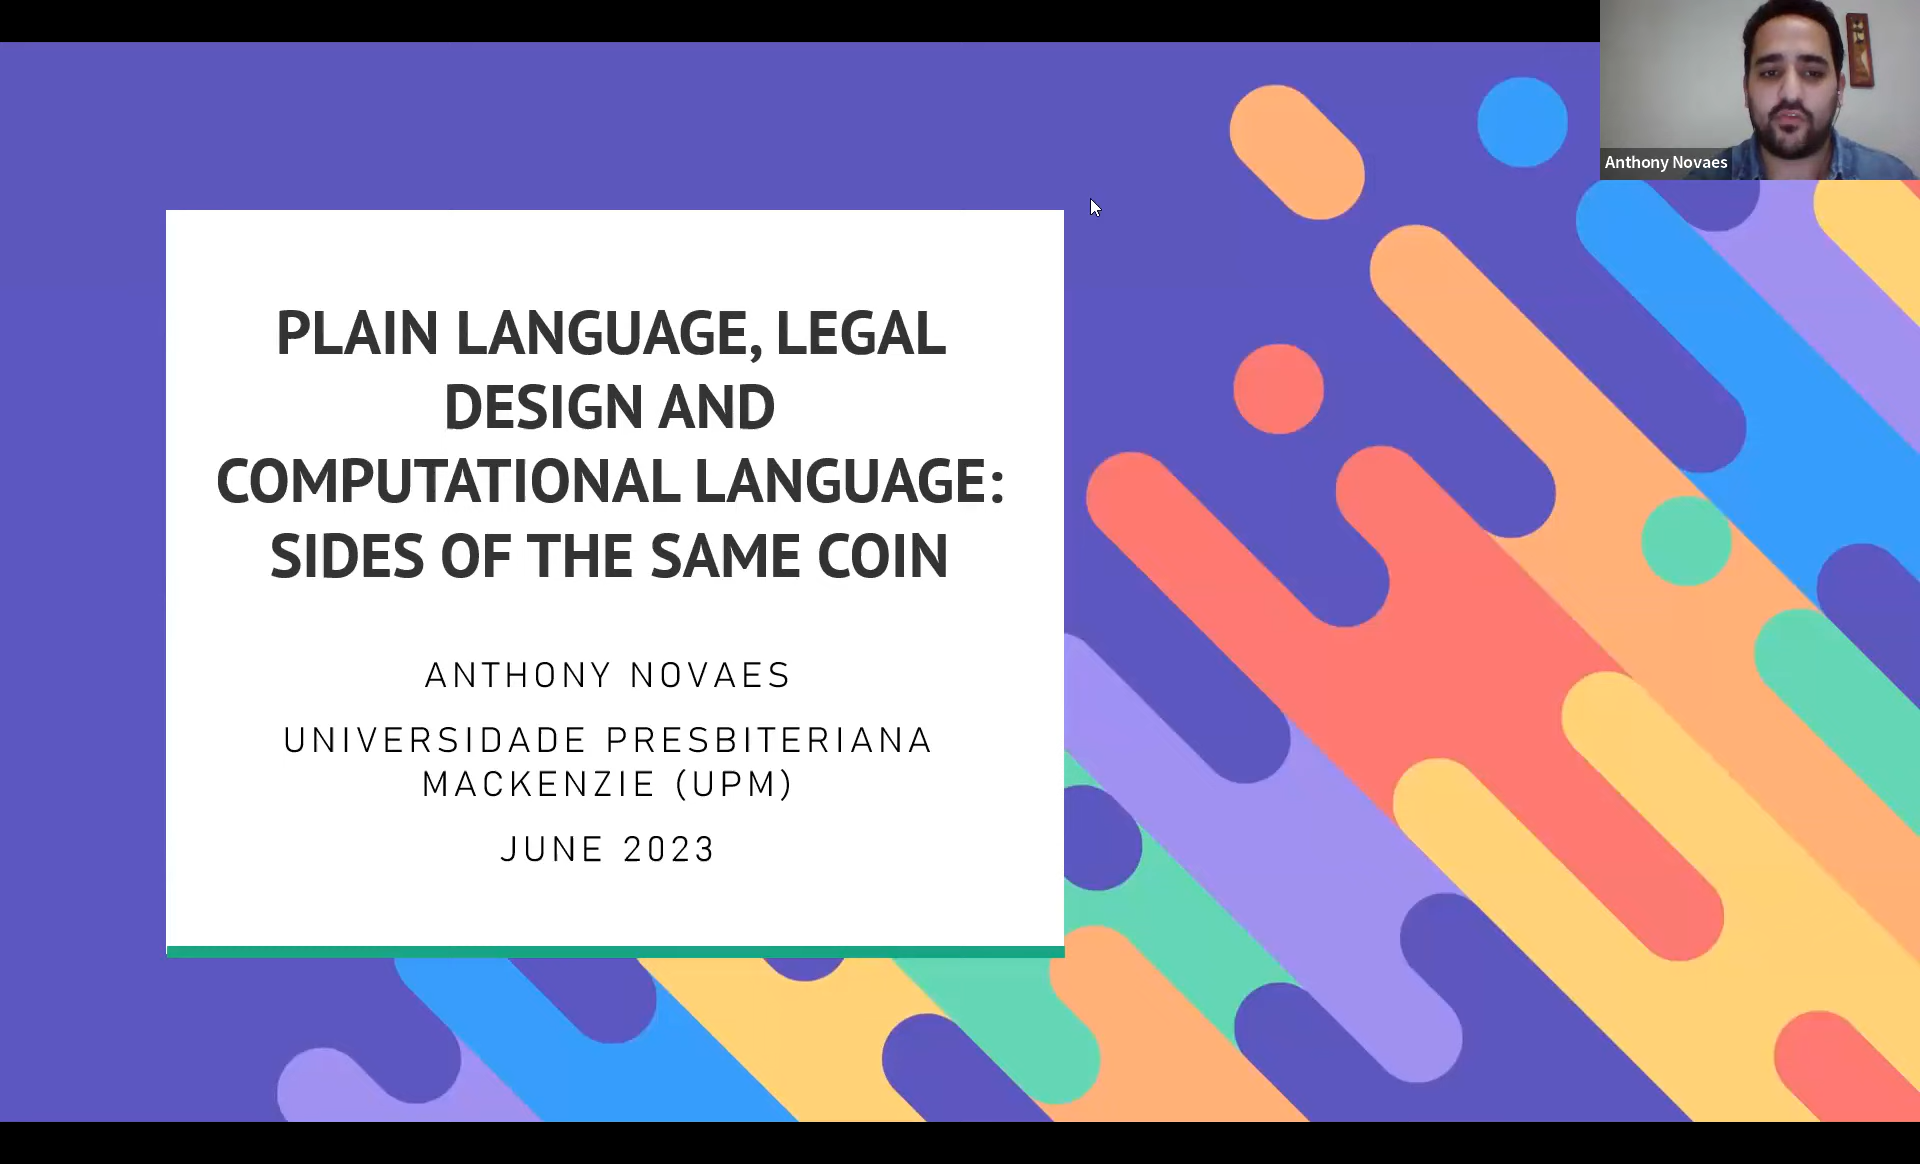 PLAIN LANGUAGE, LEGAL
DESIGN AND
COMPUTATIONAL LANGUAGE:
SIDES OF THE SAME COIN
ANTHONY NOVAES
UNIVERSIDADE PRESBITERIANA
MACKENZIE (UPM)
JUNE 2023
Anthony Novaes